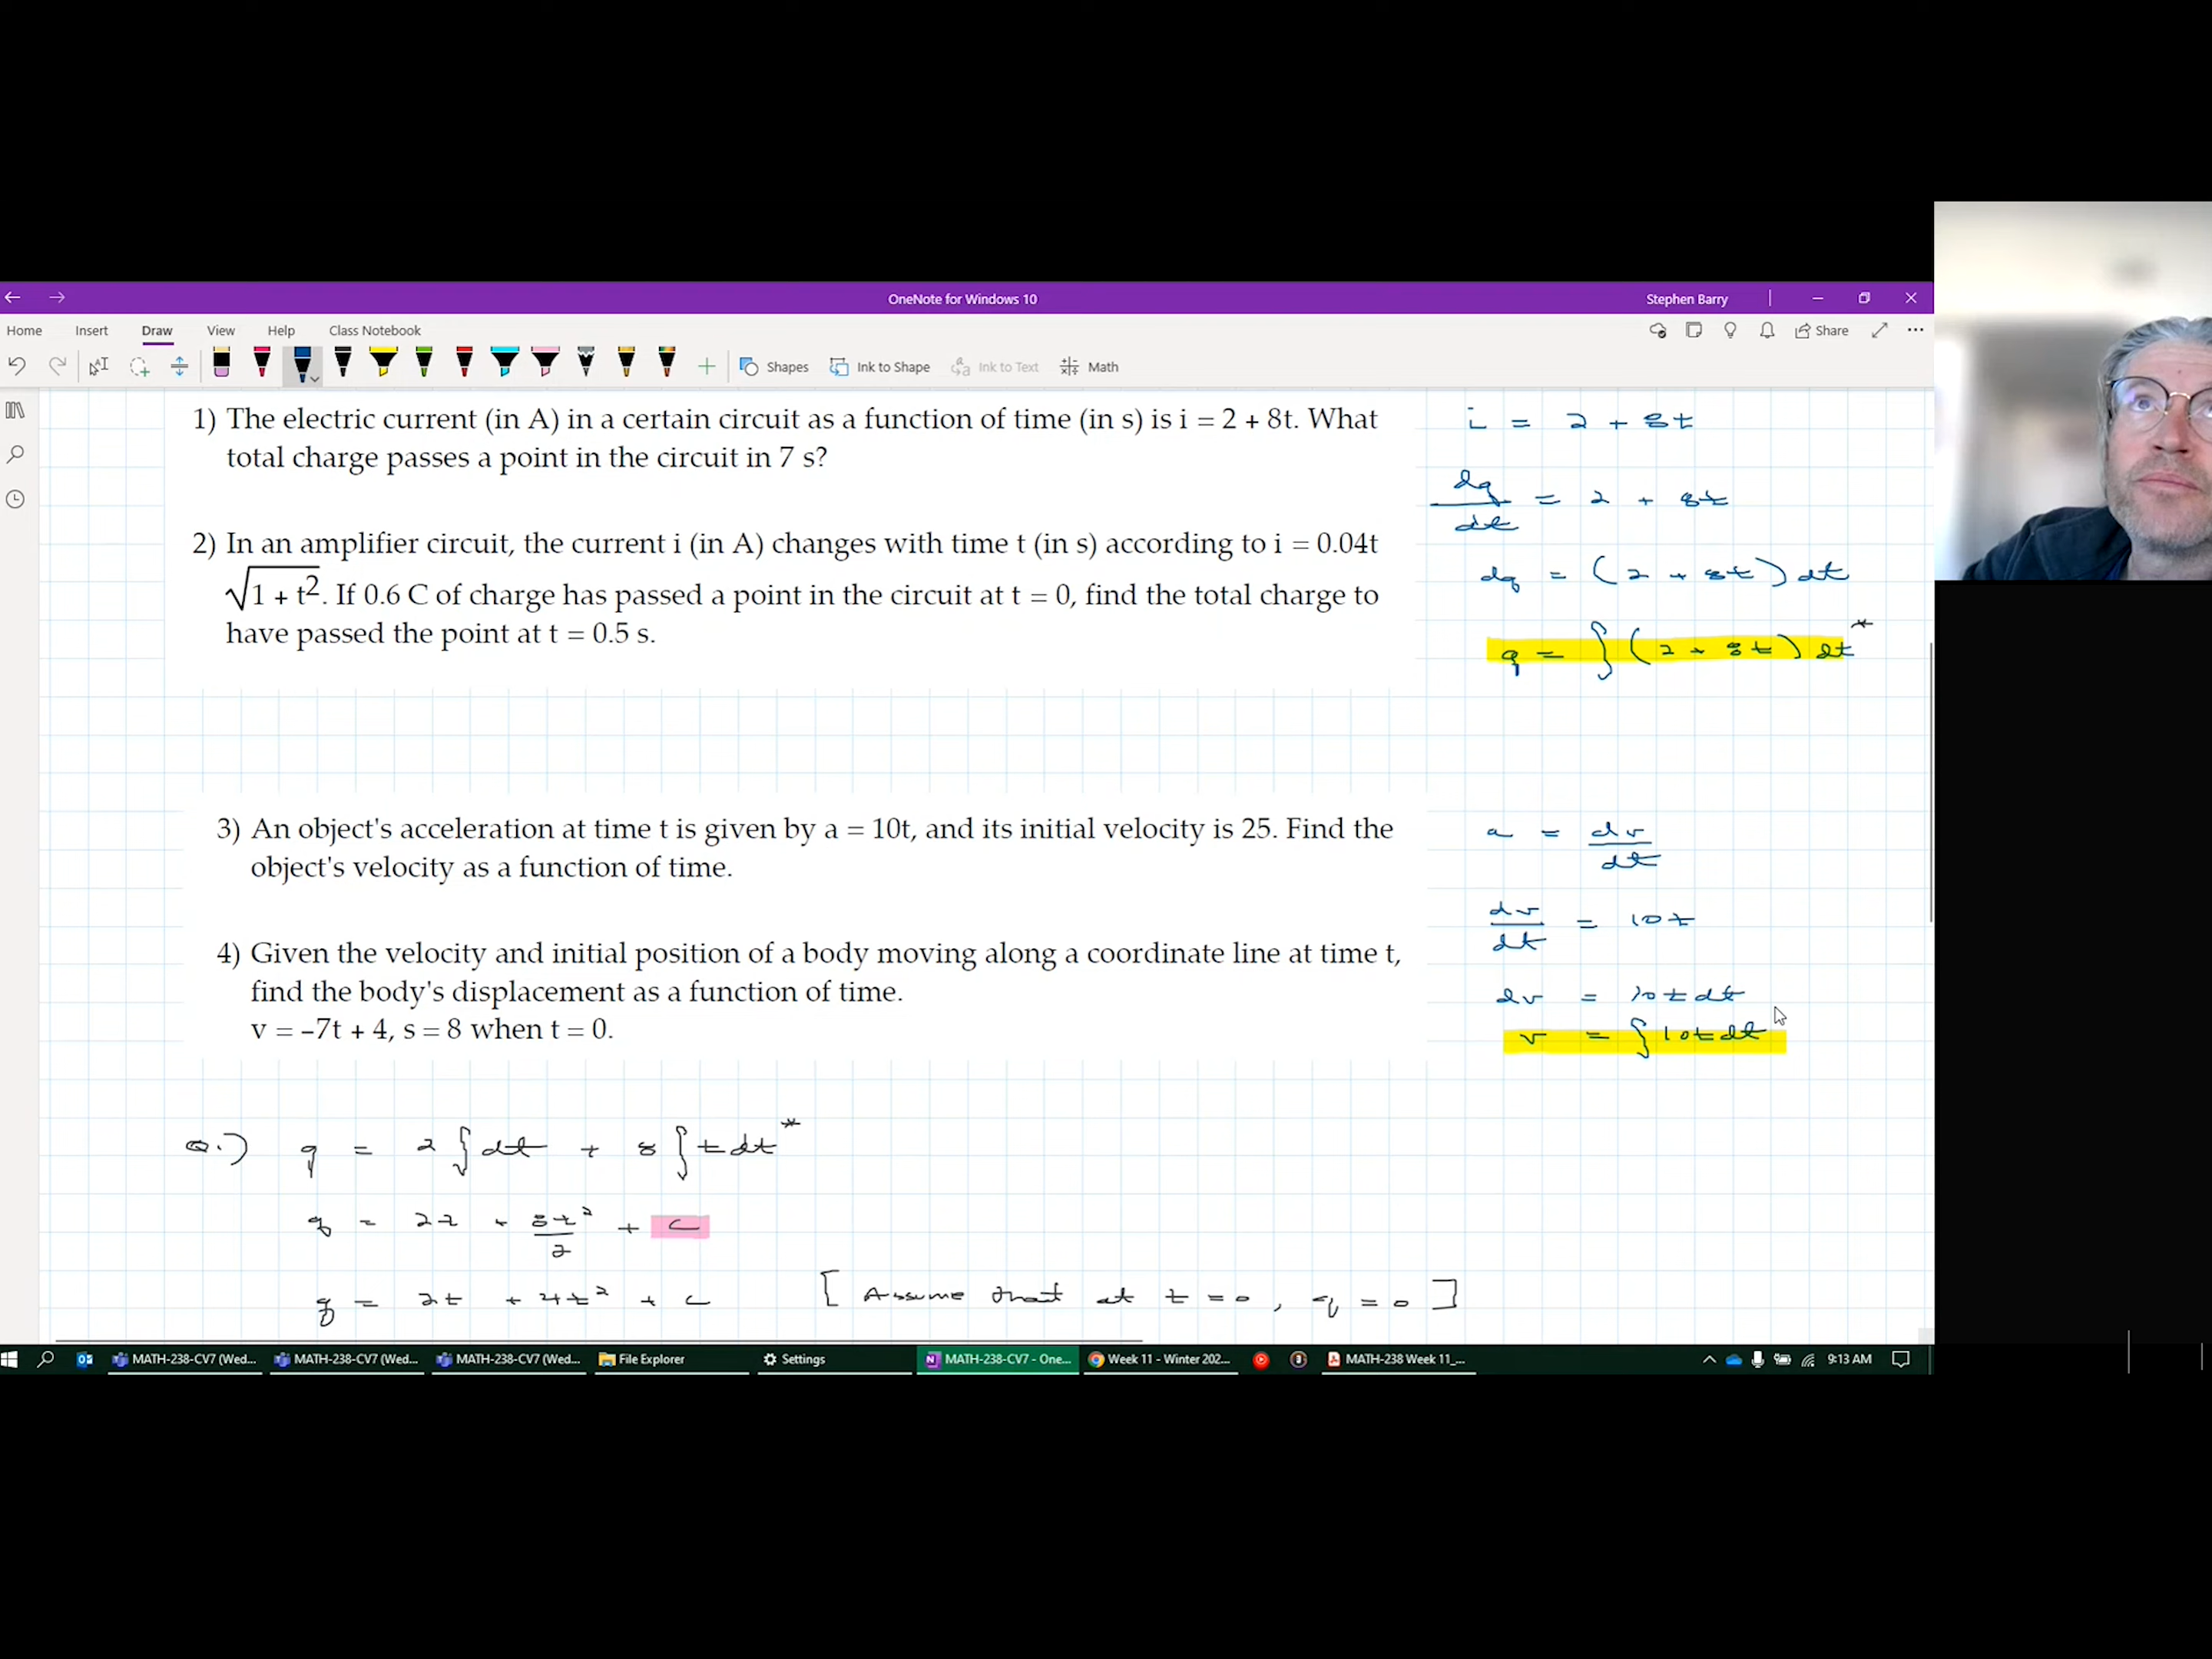 OneNote for Windows 10
Stephen Barry
Home Insert Draw View Help Class Notebook
Share
Shapes Ink to Shape Ink to Text Math
1) The electric current (in A) in a certain circuit as a function of time (in s) is i = 2 + 8t. What
total charge passes a point in the circuit in 7 s?
2) In an amplifier circuit, the current i (in A) changes with time t (in s) according to i = 0.04t
√1 + t². If 0.6 C of charge has passed a point in the circuit at t = 0, find the total charge to
have passed the point at t = 0.5 s.
i = 2 + 8t
dq/dt = 2 + 8t
dq = (2 + 8t) dt
q = ∫ (2 + 8t) dt *
3) An object's acceleration at time t is given by a = 10t, and its initial velocity is 25. Find the
object's velocity as a function of time.
4) Given the velocity and initial position of a body moving along a coordinate line at time t,
find the body's displacement as a function of time.
v = –7t + 4, s = 8 when t = 0.
a = dv/dt
dv/dt = 10t
dv = 10t dt
v = ∫ 10t dt
Q.) q = 2 ∫ dt + 8 ∫ t dt *
q = 2t + 8t²/2 + C
q = 2t + 4t² + C [Assume that at t = 0, q = 0]
MATH-238-CV7 (Wed... MATH-238-CV7 (Wed... MATH-238-CV7 (Wed... File Explorer Settings MATH-238-CV7 - One... Week 11 - Winter 202... MATH-238 Week 11_... 9:13 AM